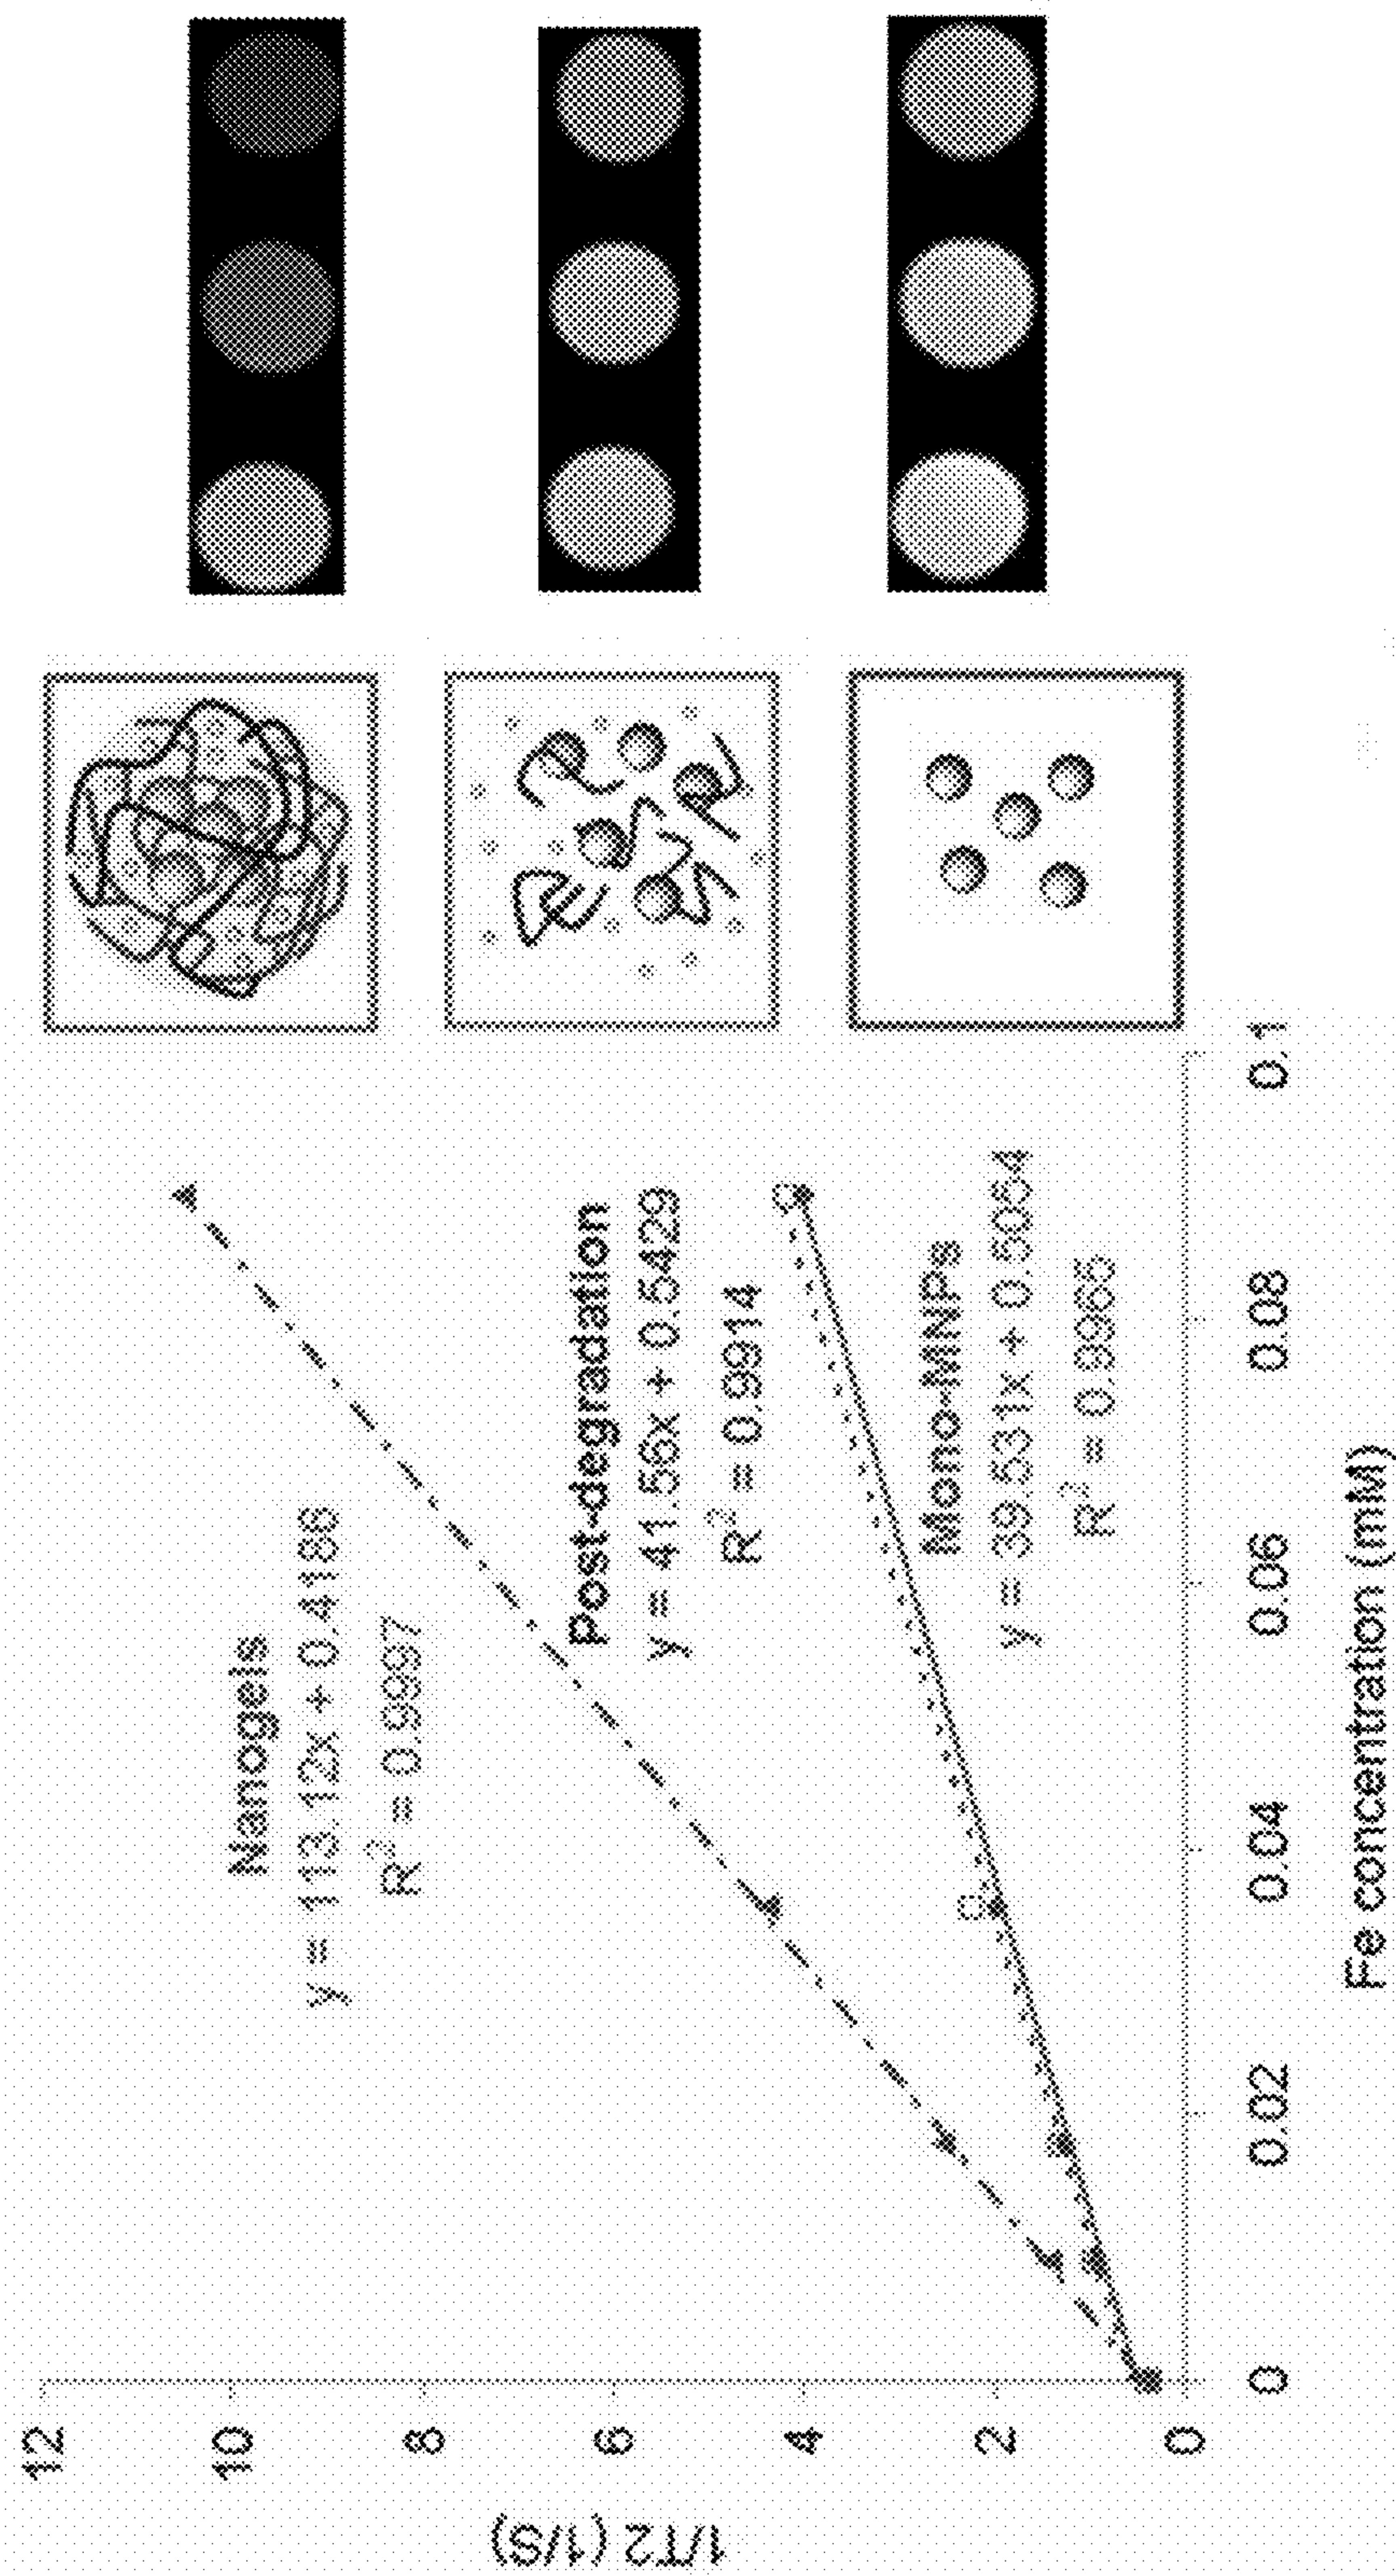 1/T2 (1/S)
12
10
8
6
4
2
0
Nanogels
y = 113.12x + 0.4186
R² = 0.9997
Post-degradation
y = 41.56x + 0.5429
R² = 0.9914
Mono-MNPs
y = 39.531x + 0.5054
R² = 0.9965
0 0.02 0.04 0.06 0.08 0.1
Fe concentration (mM)